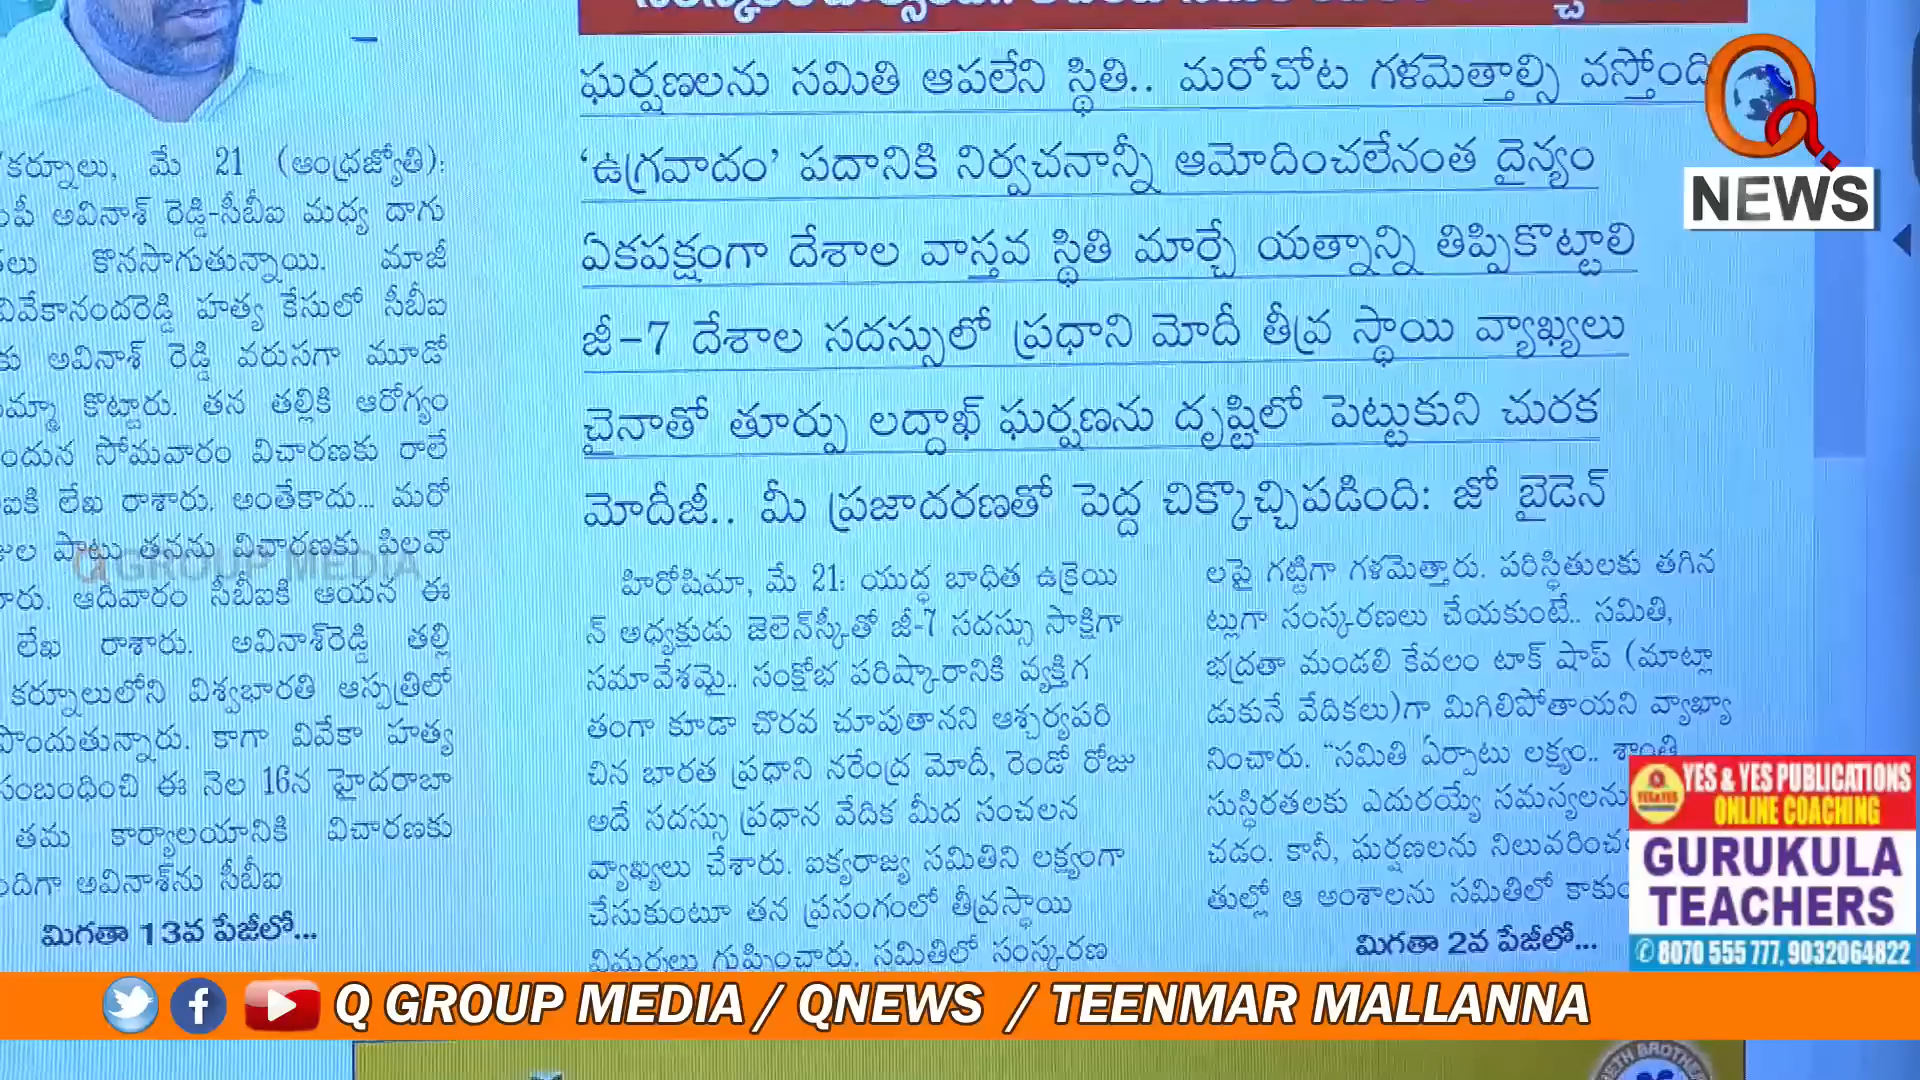 ఘర్షణలను సమితి ఆపలేని స్థితి.. మరోచోట గళమెత్తాల్సి వస్తోంది
‘ఉగ్రవాదం’ పదానికి నిర్వచనాన్నీ ఆమోదించలేనంత దైన్యం
ఏకపక్షంగా దేశాల వాస్తవ స్థితి మార్చే యత్నాన్ని తిప్పికొట్టాలి
జీ-7 దేశాల సదస్సులో ప్రధాని మోదీ తీవ్ర స్థాయి వ్యాఖ్యలు
చైనాతో తూర్పు లద్దాఖ్ ఘర్షణను దృష్టిలో పెట్టుకుని చురక
మోదీజీ.. మీ ప్రజాదరణతో పెద్ద చిక్కొచ్చిపడింది: జో బైడెన్
కర్నూలు, మే 21 (ఆంధ్రజ్యోతి):
అవినాశ్ రెడ్డి-సీబీఐ మధ్య దాగు
కొనసాగుతున్నాయి. మాజీ
వివేకానందరెడ్డి హత్య కేసులో సీబీఐ
అవినాశ్ రెడ్డి వరుసగా మూడో
కొట్టారు. తన తల్లికి ఆరోగ్యం
సోమవారం విచారణకు రాలే
లేఖ రాశారు. అంతేకాదు... మరో
పాటు తనను విచారణకు పిలవొ
ఆదివారం సీబీఐకి ఆయన ఈ
లేఖ రాశారు. అవినాశ్‌రెడ్డి తల్లి
కర్నూలులోని విశ్వభారతి ఆస్పత్రిలో
పొందుతున్నారు. కాగా వివేకా హత్య
సంబంధించి ఈ నెల 16న హైదరాబా
తమ కార్యాలయానికి విచారణకు
అవినాశ్‌ను సీబీఐ
మిగతా 13వ పేజీలో...
హిరోషిమా, మే 21: యుద్ధ బాధిత ఉక్రెయి
న్ అధ్యక్షుడు జెలెన్‌స్కీతో జీ-7 సదస్సు సాక్షిగా
సమావేశమై.. సంక్షోభ పరిష్కారానికి వ్యక్తిగ
తంగా కూడా చొరవ చూపుతానని ఆశ్చర్యపరి
చిన భారత ప్రధాని నరేంద్ర మోదీ, రెండో రోజు
అదే సదస్సు ప్రధాన వేదిక మీద సంచలన
వ్యాఖ్యలు చేశారు. ఐక్యరాజ్య సమితిని లక్ష్యంగా
చేసుకుంటూ తన ప్రసంగంలో తీవ్రస్థాయి
విమర్శలు గుప్పించారు. సమితిలో సంస్కరణ
లపై గట్టిగా గళమెత్తారు. పరిస్థితులకు తగిన
ట్లుగా సంస్కరణలు చేయకుంటే.. సమితి,
భద్రతా మండలి కేవలం టాక్ షాప్ (మాట్లా
డుకునే వేదికలు)గా మిగిలిపోతాయని వ్యాఖ్యా
నించారు. “సమితి ఏర్పాటు లక్ష్యం.. శాంతి
సుస్థిరతలకు ఎదురయ్యే సమస్యలను
చడం. కానీ, ఘర్షణలను నిలువరించ
తుల్లో ఆ అంశాలను సమితిలో కాకుం
మిగతా 2వ పేజీలో...
Q GROUP MEDIA
NEWS
YES & YES PUBLICATIONS
ONLINE COACHING
GURUKULA
TEACHERS
8070 555 777, 9032064822
Q GROUP MEDIA / QNEWS / TEENMAR MALLANNA